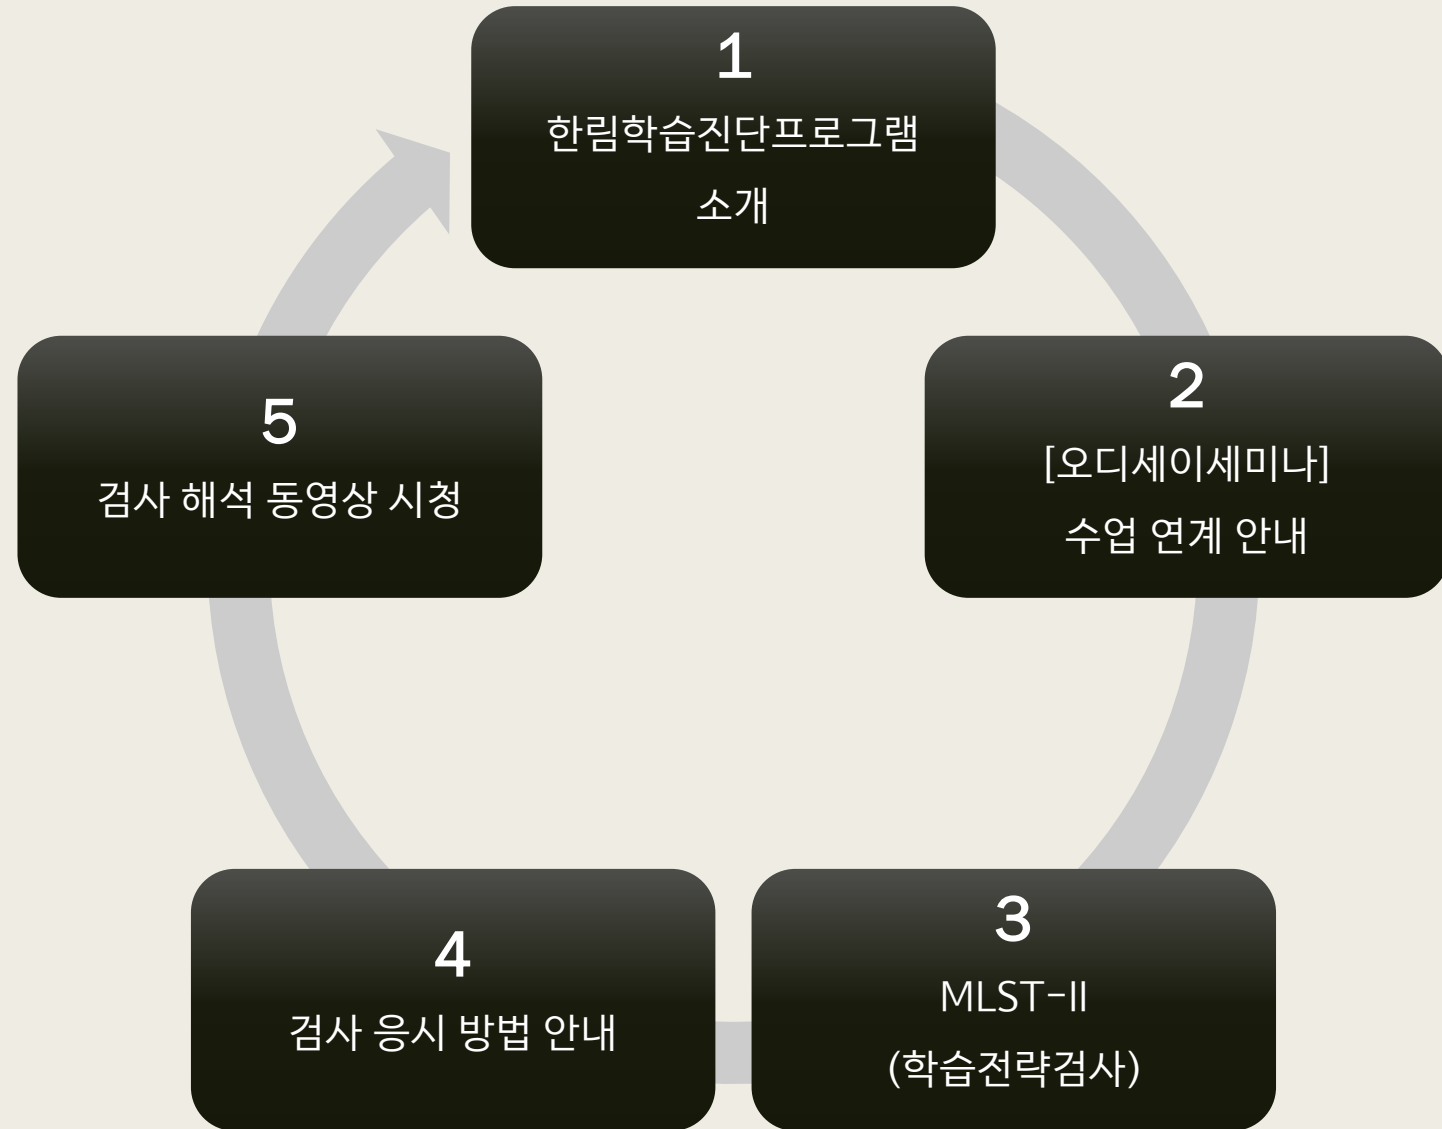 1
한림학습진단프로그램
소개
2
[오디세이세미나]
수업 연계 안내
3
MLST-II
(학습전략검사)
4
검사 응시 방법 안내
5
검사 해석 동영상 시청